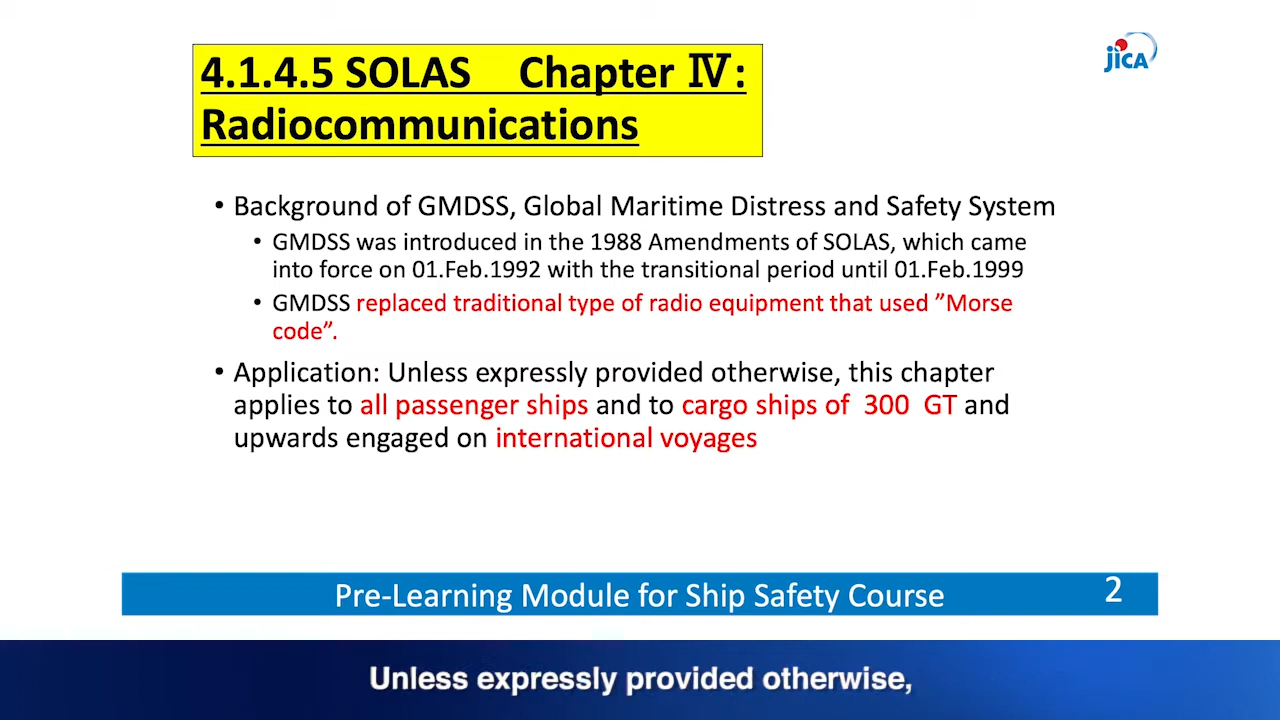 JICA
4.1.4.5 SOLAS Chapter Ⅳ:
Radiocommunications
• Background of GMDSS, Global Maritime Distress and Safety System
• GMDSS was introduced in the 1988 Amendments of SOLAS, which came
into force on 01.Feb.1992 with the transitional period until 01.Feb.1999
• GMDSS replaced traditional type of radio equipment that used ”Morse
code”.
• Application: Unless expressly provided otherwise, this chapter
applies to all passenger ships and to cargo ships of 300 GT and
upwards engaged on international voyages
Pre-Learning Module for Ship Safety Course
2
Unless expressly provided otherwise,